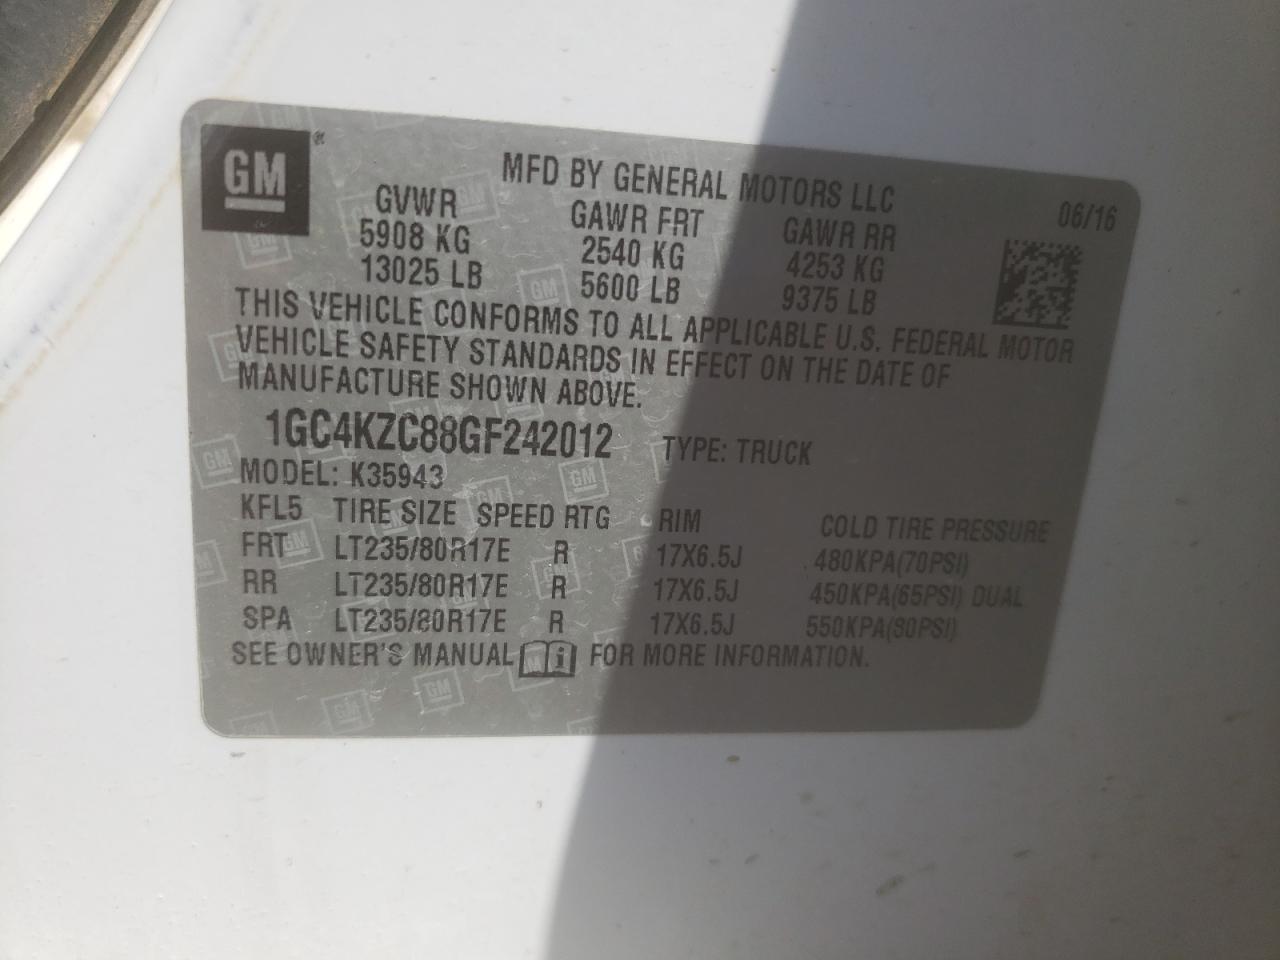 GM
MFD BY GENERAL MOTORS LLC
06/16
GVWR GAWR FRT GAWR RR
5908 KG 2540 KG 4253 KG
13025 LB 5600 LB 9375 LB
THIS VEHICLE CONFORMS TO ALL APPLICABLE U.S. FEDERAL MOTOR
VEHICLE SAFETY STANDARDS IN EFFECT ON THE DATE OF
MANUFACTURE SHOWN ABOVE.
1GC4KZC88GF242012 TYPE: TRUCK
MODEL: K35943
KFL5 TIRE SIZE SPEED RTG RIM COLD TIRE PRESSURE
FRT LT235/80R17E R 17X6.5J 480KPA(70PSI)
RR LT235/80R17E R 17X6.5J 450KPA(65PSI) DUAL
SPA LT235/80R17E R 17X6.5J 550KPA(80PSI)
SEE OWNER'S MANUAL i FOR MORE INFORMATION.